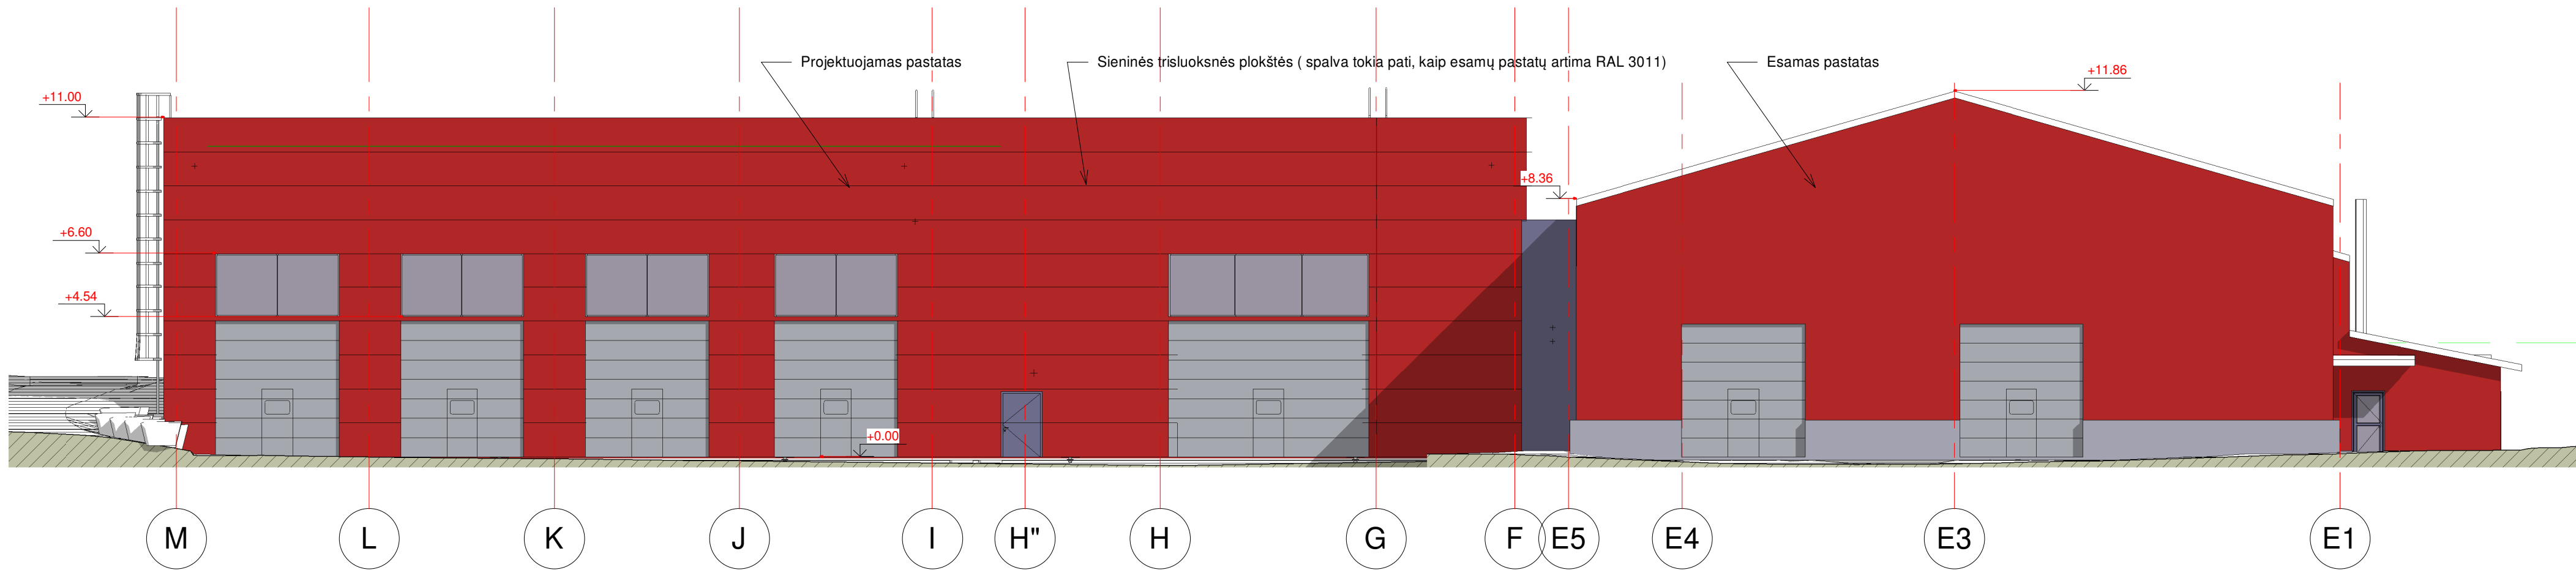 Projektuojamas pastatas
Sieninės trisluoksnės plokštės ( spalva tokia pati, kaip esamų pastatų artima RAL 3011)
Esamas pastatas
+11.86
+11.00
+8.36
+6.60
+4.54
+0.00
M
L
K
J
I
H"
H
G
F
E5
E4
E3
E1